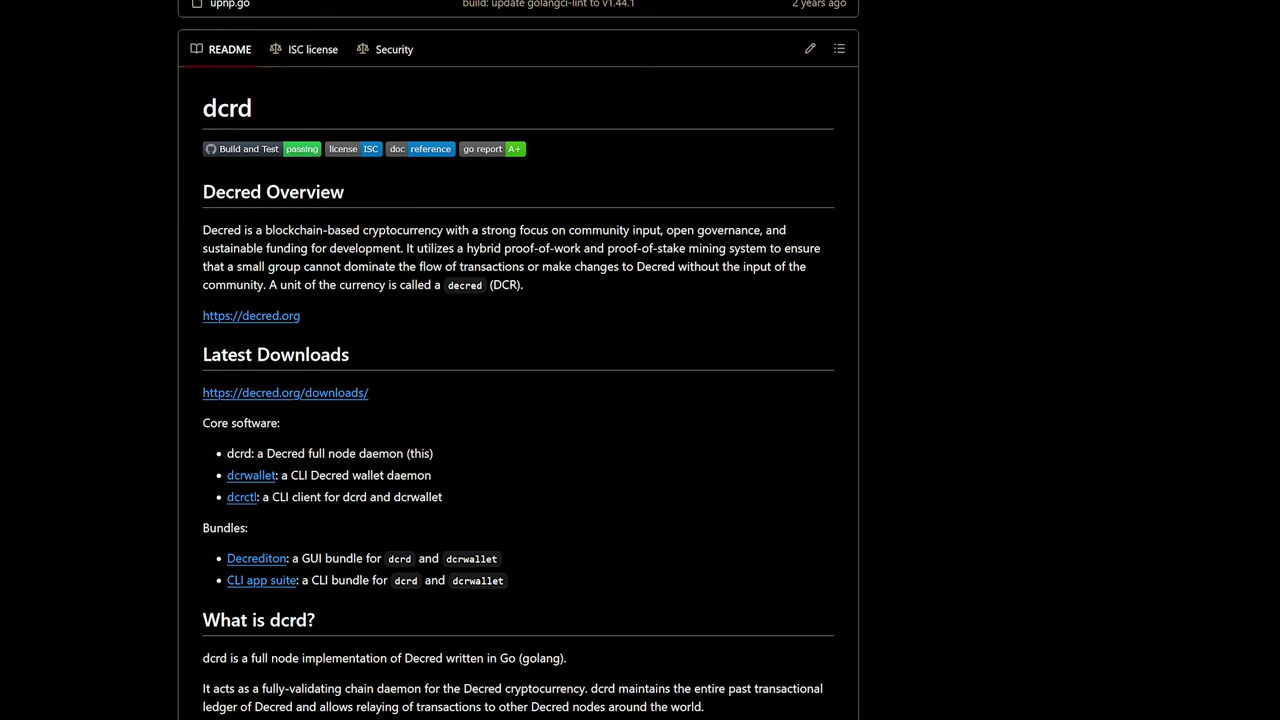 upnp.go build: update golangci-lint to v1.44.1 2 years ago
README ISC license Security
dcrd
Build and Test passing license ISC doc reference go report A+
Decred Overview
Decred is a blockchain-based cryptocurrency with a strong focus on community input, open governance, and
sustainable funding for development. It utilizes a hybrid proof-of-work and proof-of-stake mining system to ensure
that a small group cannot dominate the flow of transactions or make changes to Decred without the input of the
community. A unit of the currency is called a decred (DCR).
https://decred.org
Latest Downloads
https://decred.org/downloads/
Core software:
• dcrd: a Decred full node daemon (this)
• dcrwallet: a CLI Decred wallet daemon
• dcrctl: a CLI client for dcrd and dcrwallet
Bundles:
• Decrediton: a GUI bundle for dcrd and dcrwallet
• CLI app suite: a CLI bundle for dcrd and dcrwallet
What is dcrd?
dcrd is a full node implementation of Decred written in Go (golang).
It acts as a fully-validating chain daemon for the Decred cryptocurrency. dcrd maintains the entire past transactional
ledger of Decred and allows relaying of transactions to other Decred nodes around the world.